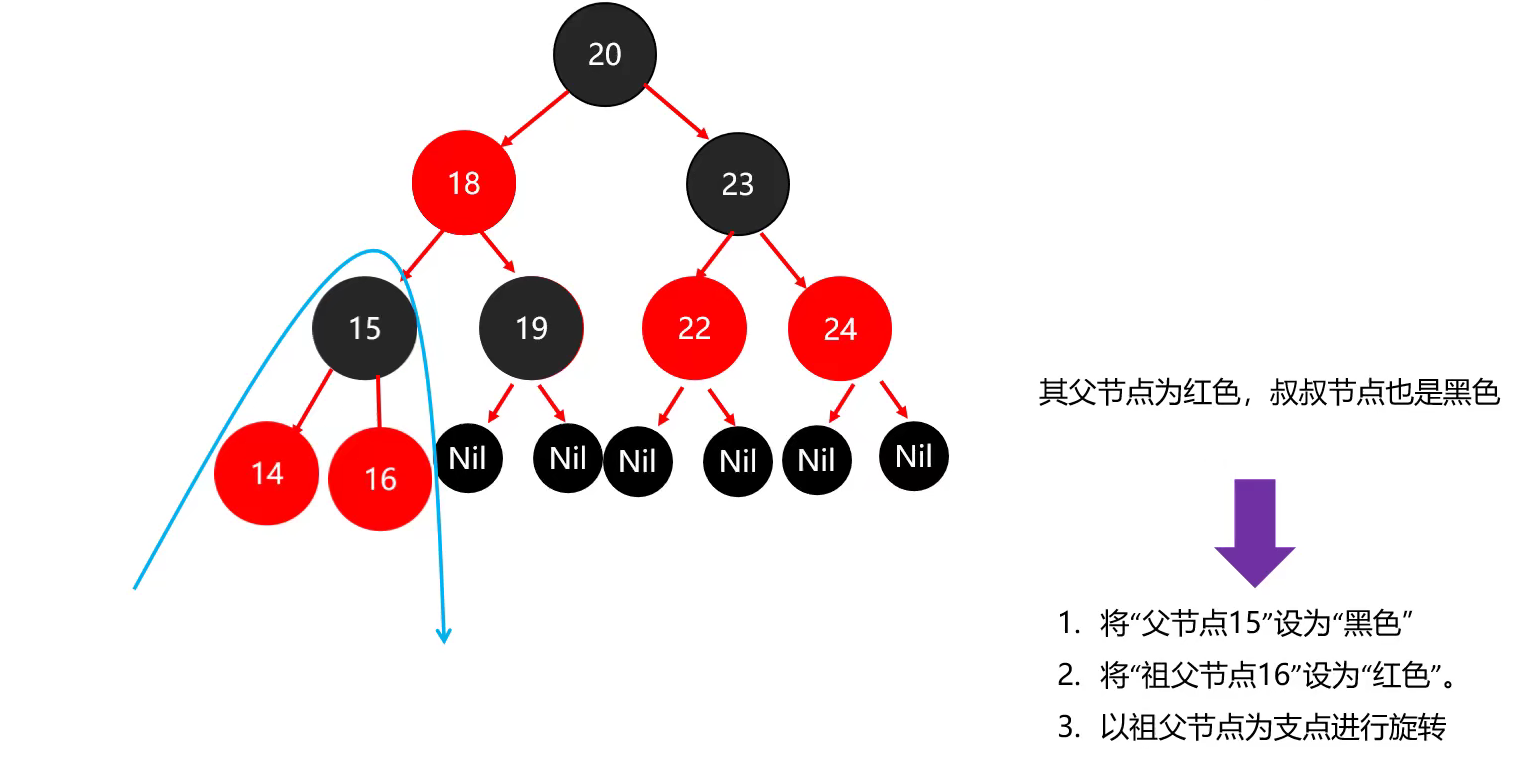 20
18
23
15
19
22
24
14
16
Nil
Nil
Nil
Nil
Nil
Nil
其父节点为红色，叔叔节点也是黑色
1. 将“父节点15”设为“黑色”
2. 将“祖父节点16”设为“红色”。
3. 以祖父节点为支点进行旋转